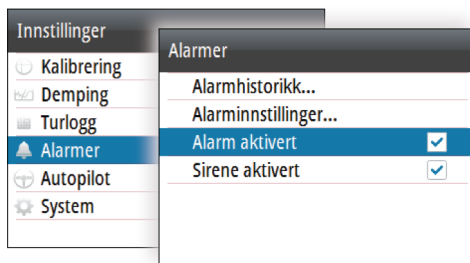 Innstillinger
Kalibrering
Demping
Turlogg
Alarmer
Autopilot
System
Alarmer
Alarmhistorikk...
Alarminnstillinger...
Alarm aktivert
Sirene aktivert